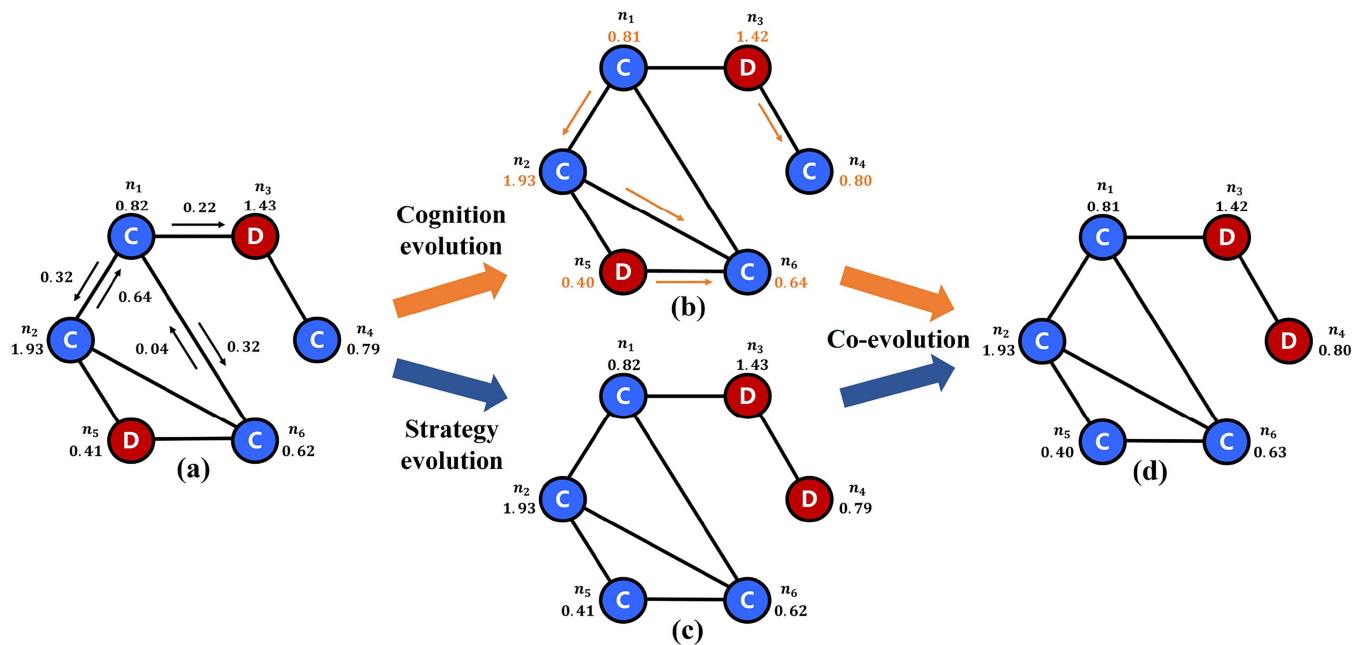 n₁
0.82
C
0.22
n₃
1.43
D
0.32
0.64
n₂
1.93
C
0.04
0.32
C
n₄
0.79
n₅
0.41
D
C
n₆
0.62
(a)
Cognition
evolution
Strategy
evolution
n₁
0.81
C
n₃
1.42
D
n₂
1.93
C
C
n₄
0.80
n₅
0.40
D
C
n₆
0.64
(b)
n₁
0.82
C
n₃
1.43
D
n₂
1.93
C
D
n₄
0.79
n₅
0.41
C
C
n₆
0.62
(c)
Co-evolution
n₁
0.81
C
n₃
1.42
D
n₂
1.93
C
D
n₄
0.80
n₅
0.40
C
C
n₆
0.63
(d)